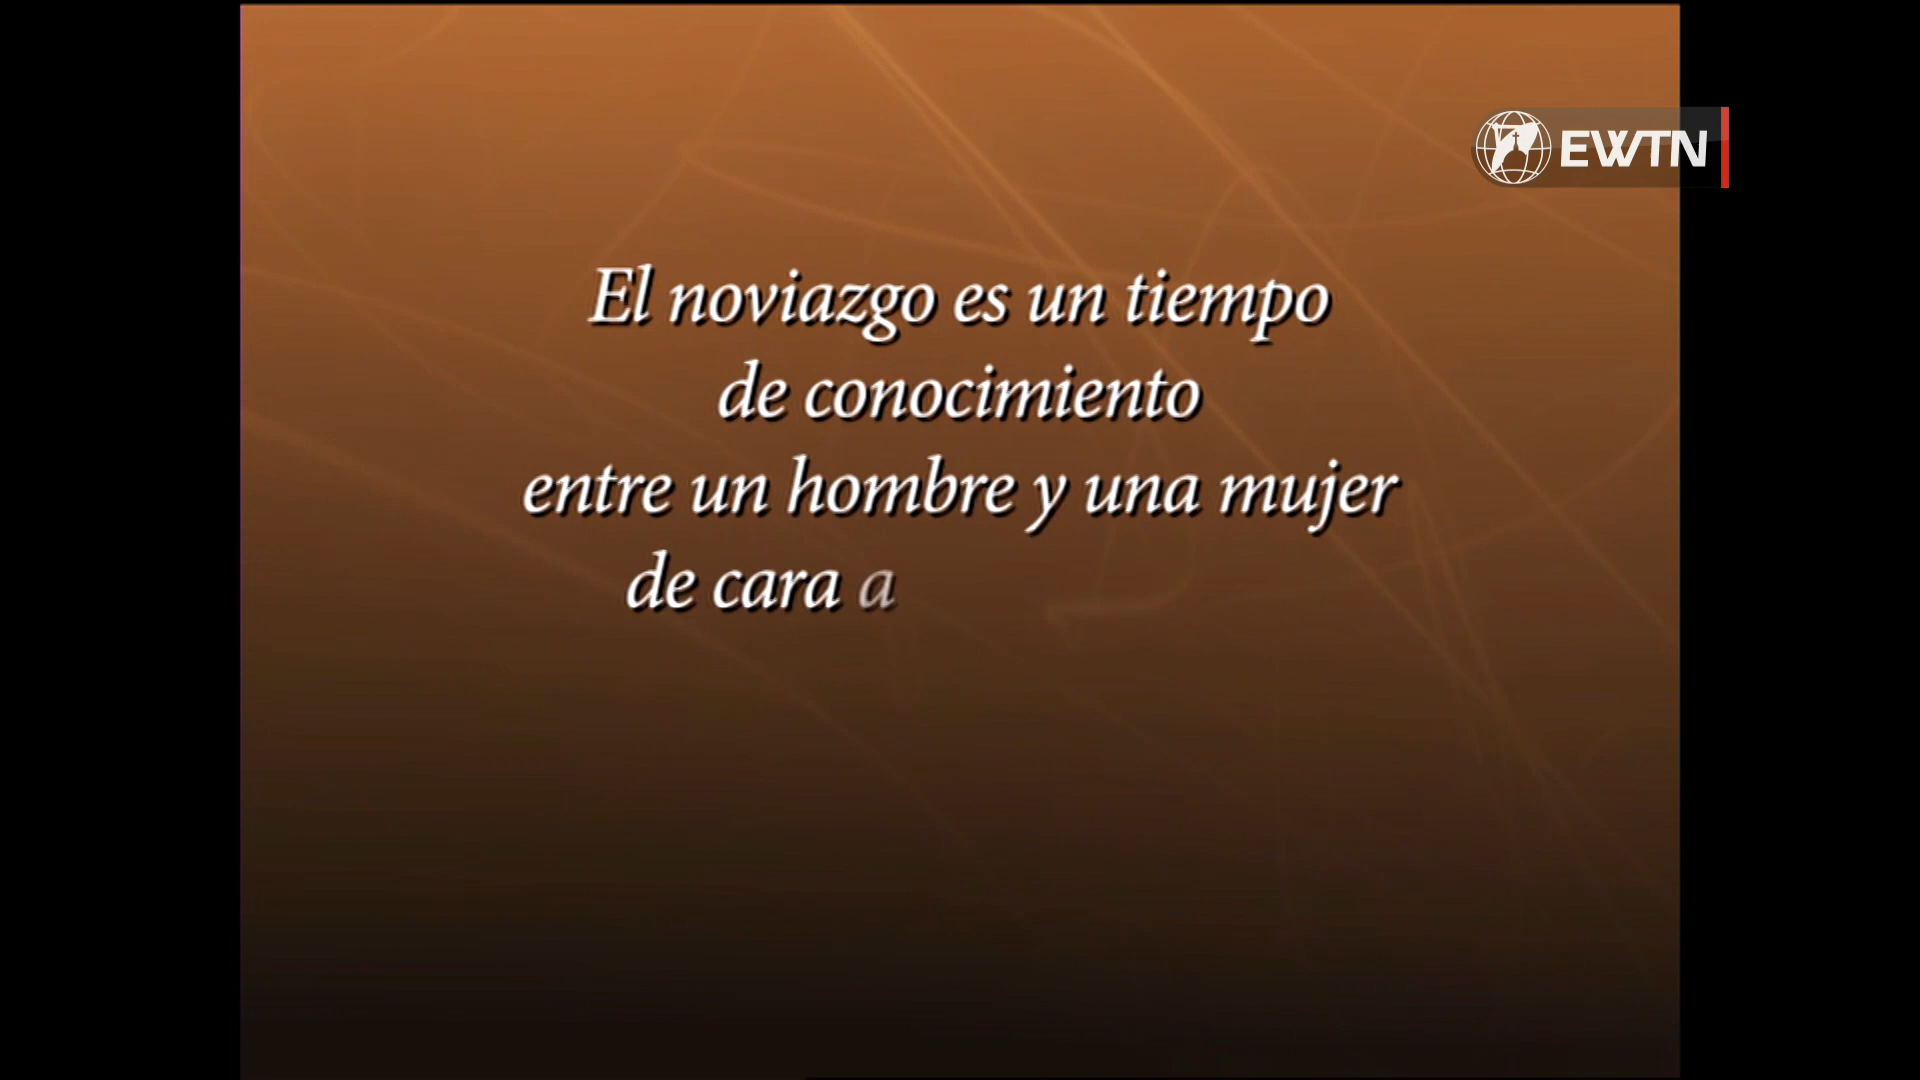 EWTN
El noviazgo es un tiempo
de conocimiento
entre un hombre y una mujer
de cara a